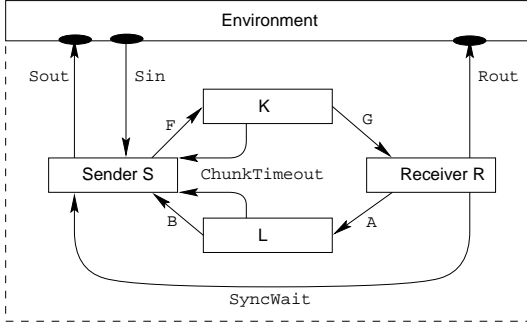 Environment
Sout
Sin
Rout
F
K
G
Sender S
ChunkTimeout
Receiver R
B
L
A
SyncWait